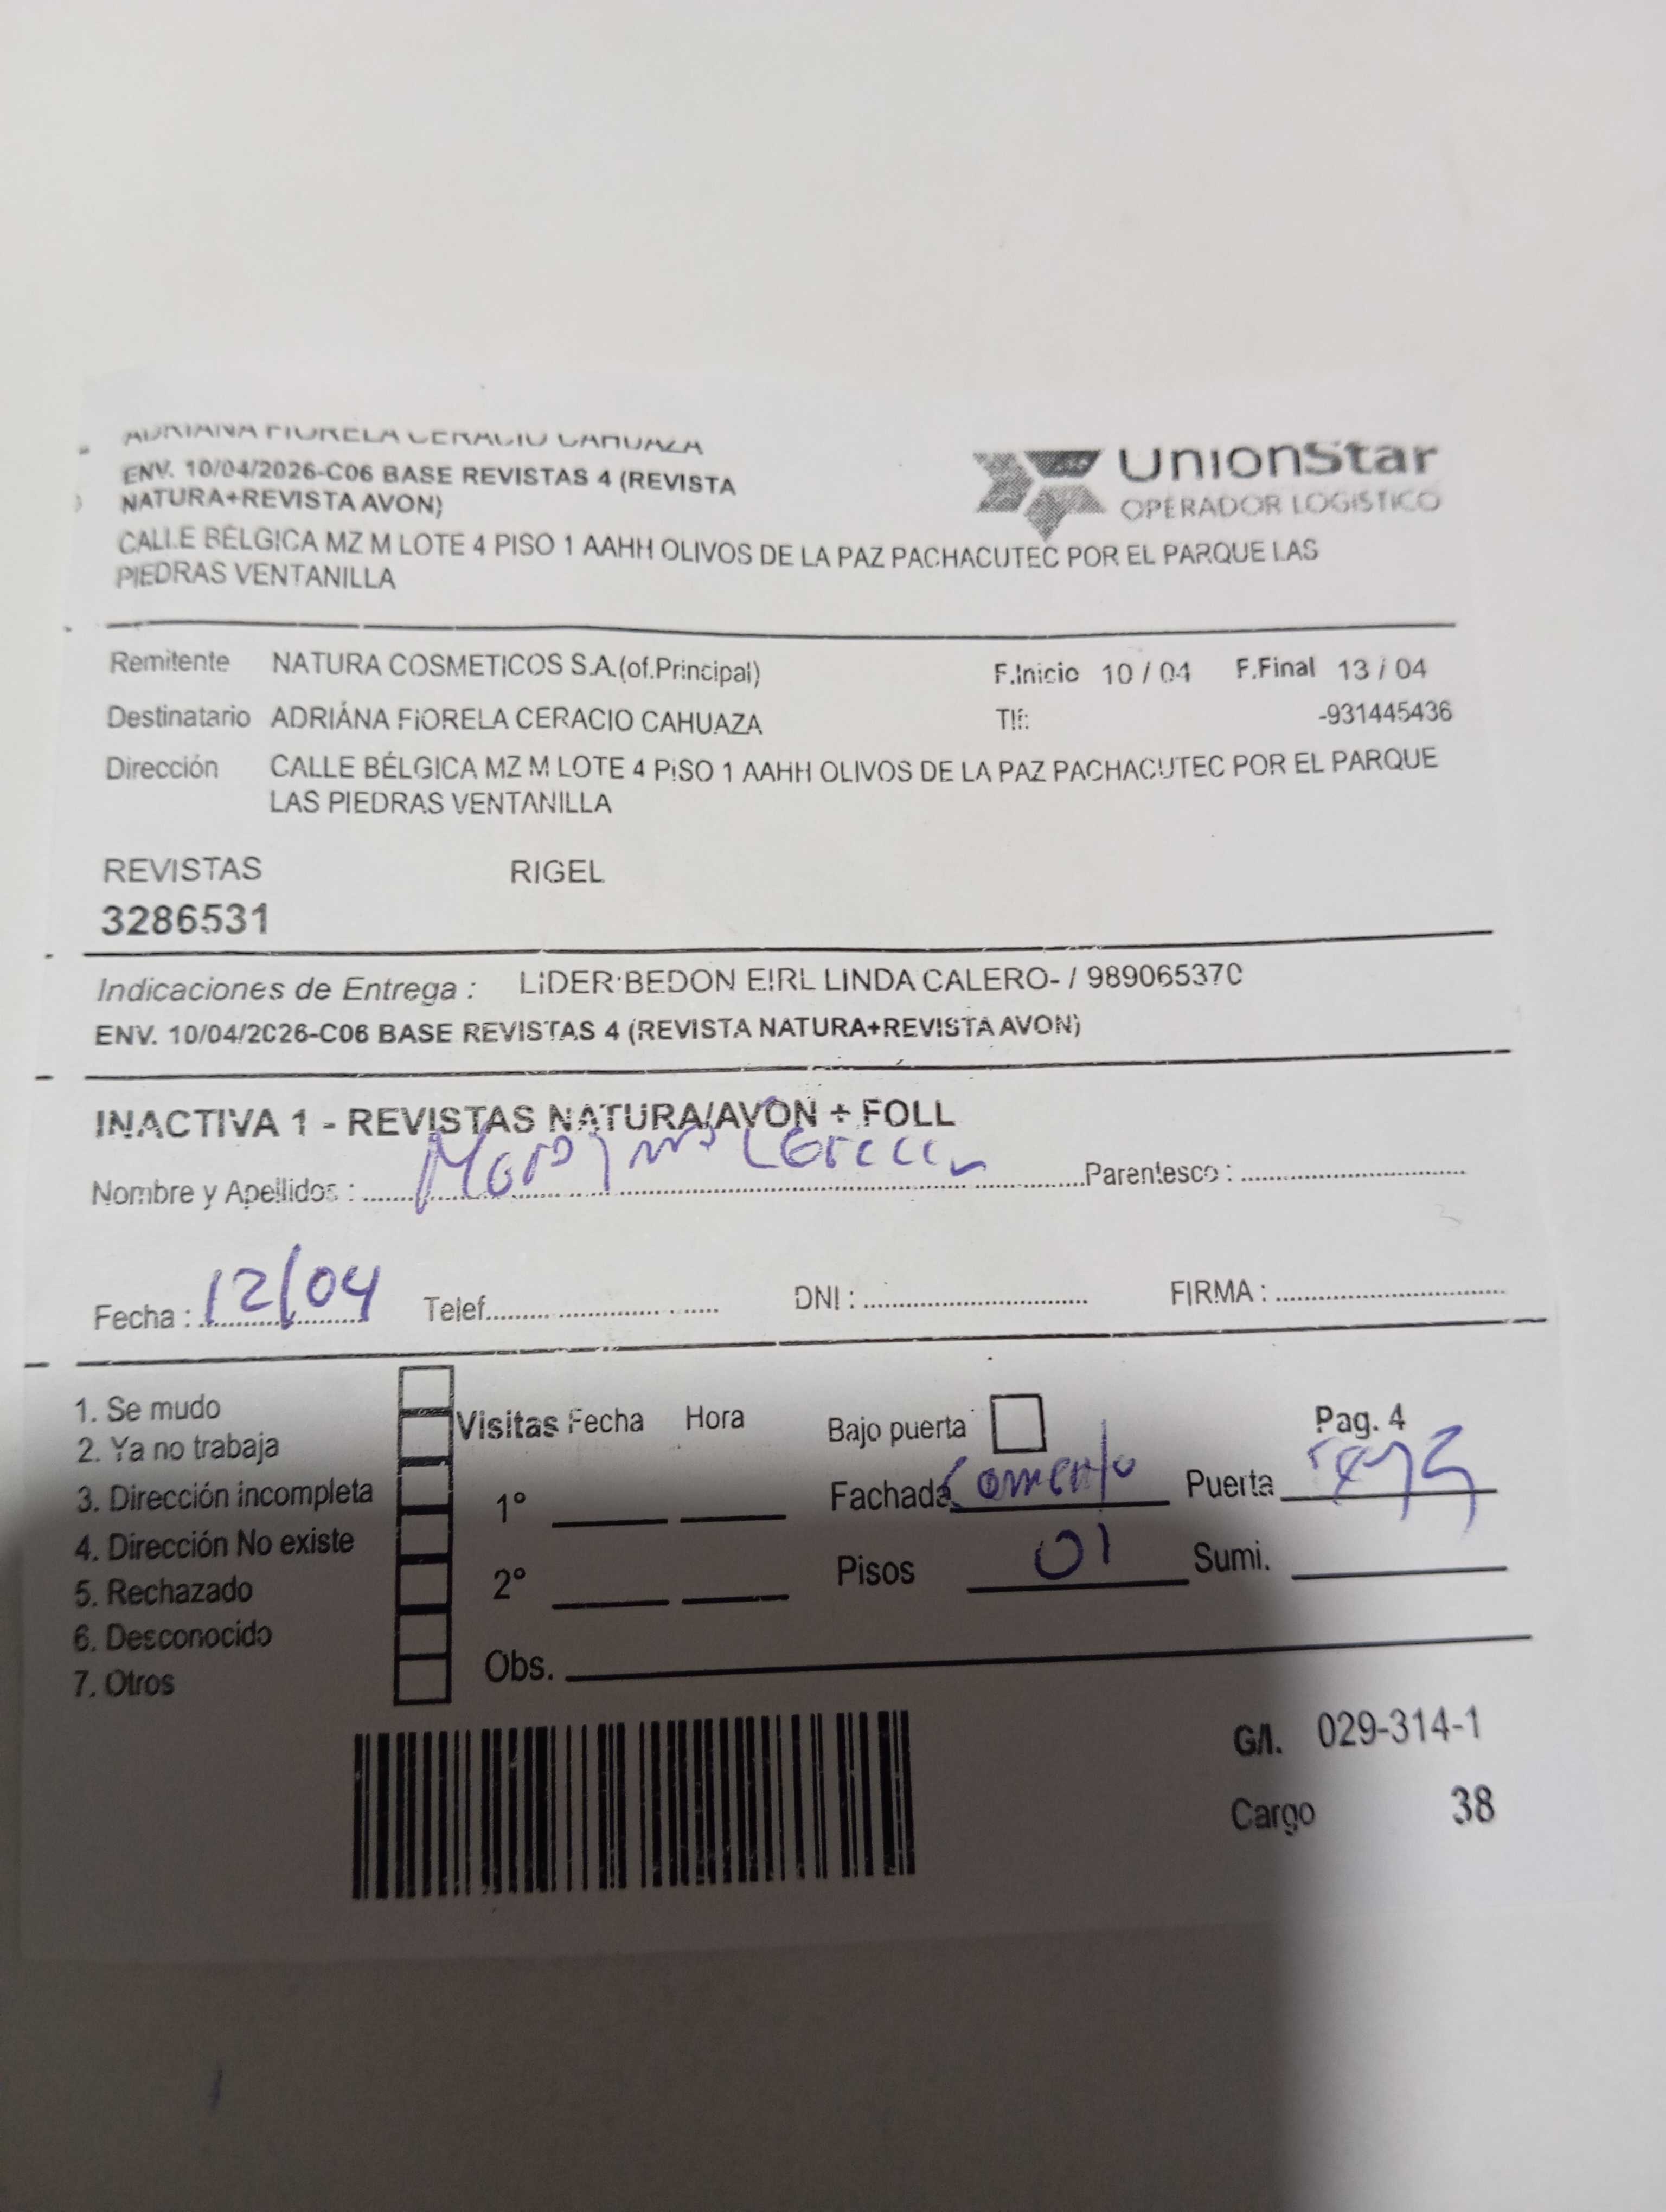 ADRIANA FIORELA CERACIO CAHUAZA
ENV. 10/04/2026-C06 BASE REVISTAS 4 (REVISTA
NATURA+REVISTA AVON)
UnionStar
OPERADOR LOGISTICO
CALLE BÉLGICA MZ M LOTE 4 PISO 1 AAHH OLIVOS DE LA PAZ PACHACUTEC POR EL PARQUE LAS
PIEDRAS VENTANILLA
Remitente NATURA COSMETICOS S.A.(of.Principal) F.Inicio 10 / 04 F.Final 13 / 04
Destinatario ADRIÁNA FIORELA CERACIO CAHUAZA Tlf: -931445436
Dirección CALLE BÉLGICA MZ M LOTE 4 PISO 1 AAHH OLIVOS DE LA PAZ PACHACUTEC POR EL PARQUE
LAS PIEDRAS VENTANILLA
REVISTAS RIGEL
3286531
Indicaciones de Entrega : LIDER:BEDON EIRL LINDA CALERO- / 989065370
ENV. 10/04/2026-C06 BASE REVISTAS 4 (REVISTA NATURA+REVISTA AVON)
INACTIVA 1 - REVISTAS NATURA/AVON + FOLL
Nombre y Apellidos : Parentesco :
Fecha : 12/04 Telef. DNI : FIRMA :
1. Se mudo
2. Ya no trabaja
3. Dirección incompleta
4. Dirección No existe
5. Rechazado
6. Desconocido
7. Otros
Visitas Fecha Hora
1°
2°
Obs.
Bajo puerta Pag. 4
Fachada Cemento Puerta
Pisos 01 Sumi.
G/I. 029-314-1
Cargo 38